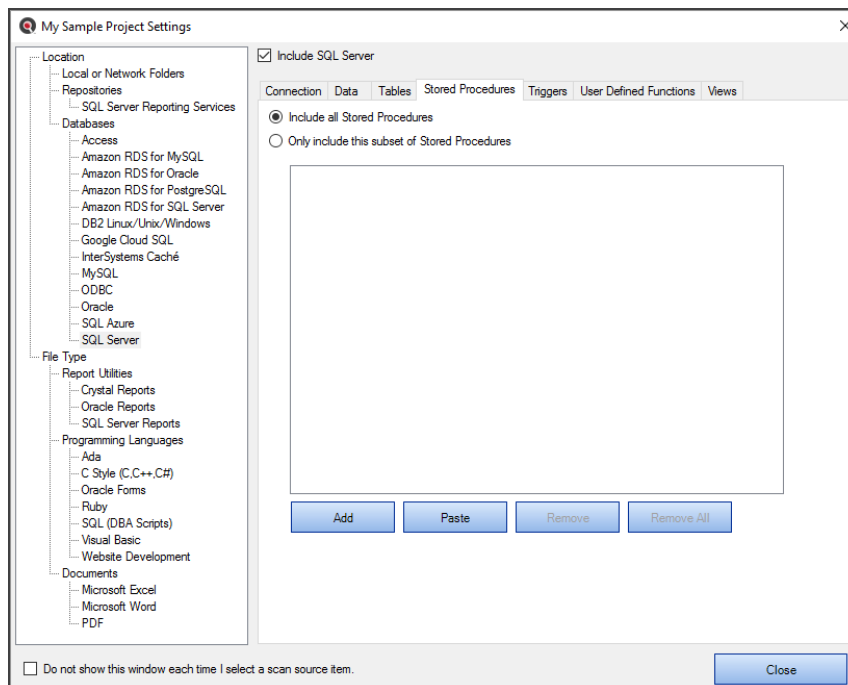 My Sample Project Settings
Location
Local or Network Folders
Repositories
SQL Server Reporting Services
Databases
Access
Amazon RDS for MySQL
Amazon RDS for Oracle
Amazon RDS for PostgreSQL
Amazon RDS for SQL Server
DB2 Linux/Unix/Windows
Google Cloud SQL
InterSystems Caché
MySQL
ODBC
Oracle
SQL Azure
SQL Server
File Type
Report Utilities
Crystal Reports
Oracle Reports
SQL Server Reports
Programming Languages
Ada
C Style (C,C++,C#)
Oracle Forms
Ruby
SQL (DBA Scripts)
Visual Basic
Website Development
Documents
Microsoft Excel
Microsoft Word
PDF
Include SQL Server
Connection Data Tables Stored Procedures Triggers User Defined Functions Views
Include all Stored Procedures
Only include this subset of Stored Procedures
Add Paste Remove Remove All
Do not show this window each time I select a scan source item.
Close